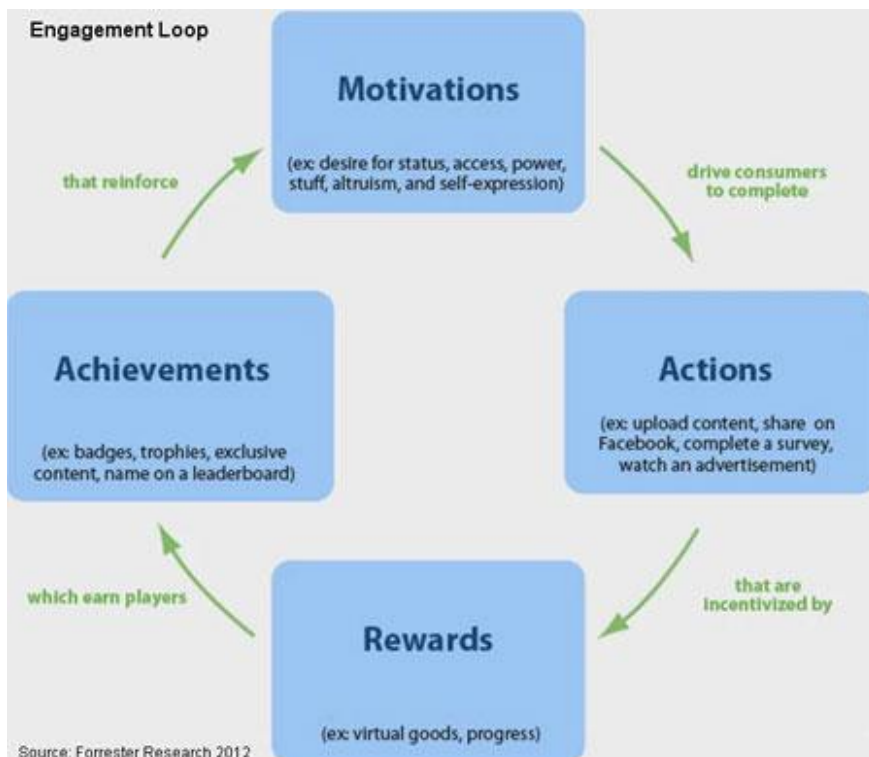 Engagement Loop
Motivations
(ex: desire for status, access, power,
stuff, altruism, and self-expression)
drive consumers
to complete
Actions
(ex: upload content, share on
Facebook, complete a survey,
watch an advertisement)
that are
incentivized by
Rewards
(ex: virtual goods, progress)
which earn players
Achievements
(ex: badges, trophies, exclusive
content, name on a leaderboard)
that reinforce
Source: Forrester Research 2012